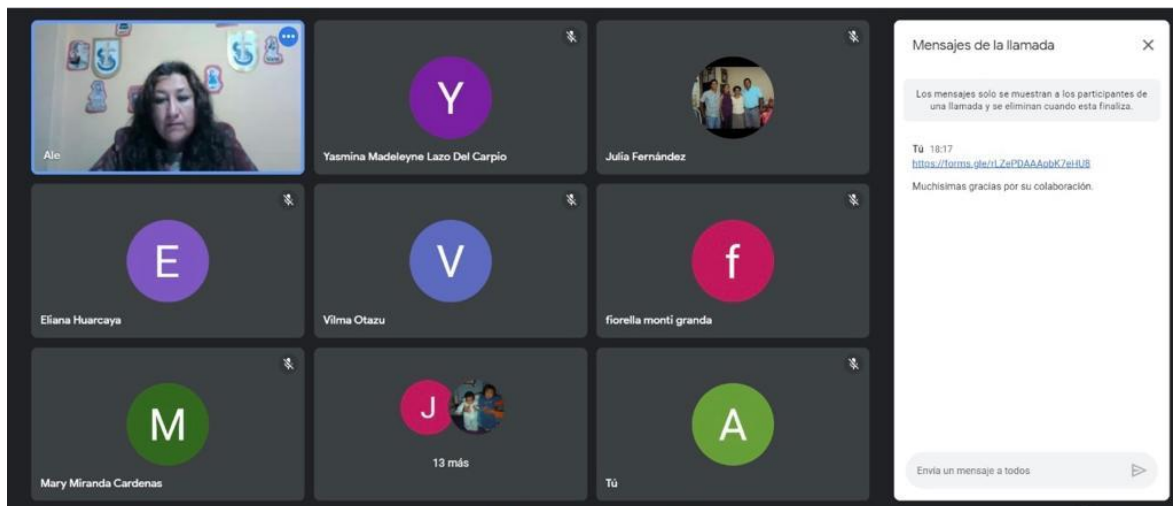 Ale
Y
Yasmina Madeleyne Lazo Del Carpio
Julia Fernández
E
Eliana Huarcaya
V
Vilma Otazu
f
fiorella monti granda
M
Mary Miranda Cardenas
J
13 más
A
Tú
Mensajes de la llamada
Los mensajes solo se muestran a los participantes de
una llamada y se eliminan cuando esta finaliza.
Tú 18:17
https://forms.gle/rLZePDAAApbK7eHU8
Muchísimas gracias por su colaboración.
Envía un mensaje a todos